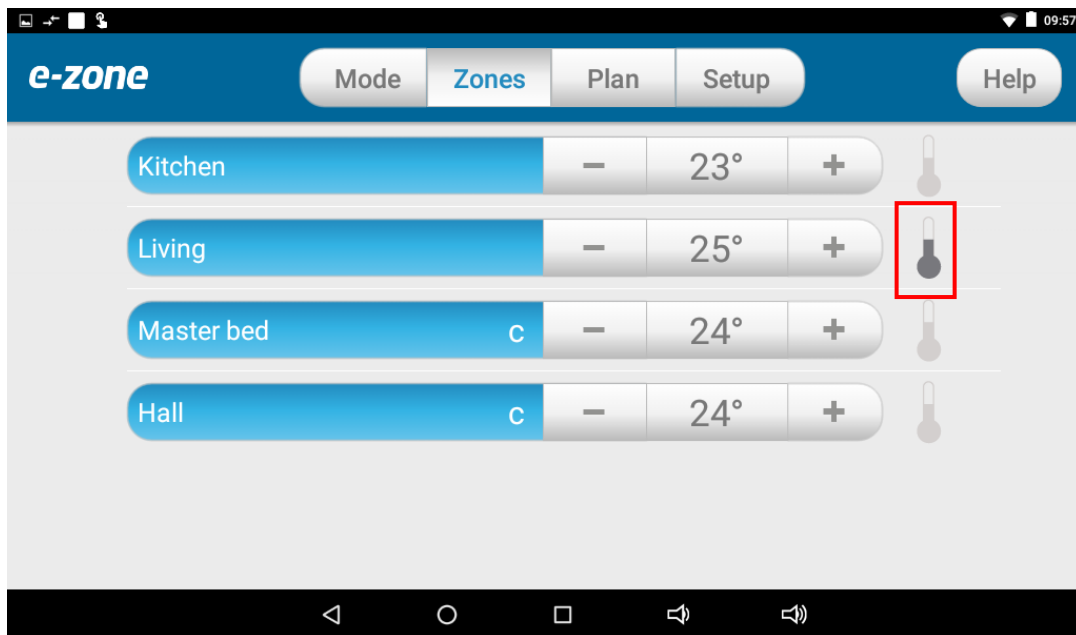 09:57
e-zone Mode Zones Plan Setup Help
Kitchen − 23° +
Living − 25° +
Master bed c − 24° +
Hall c − 24° +